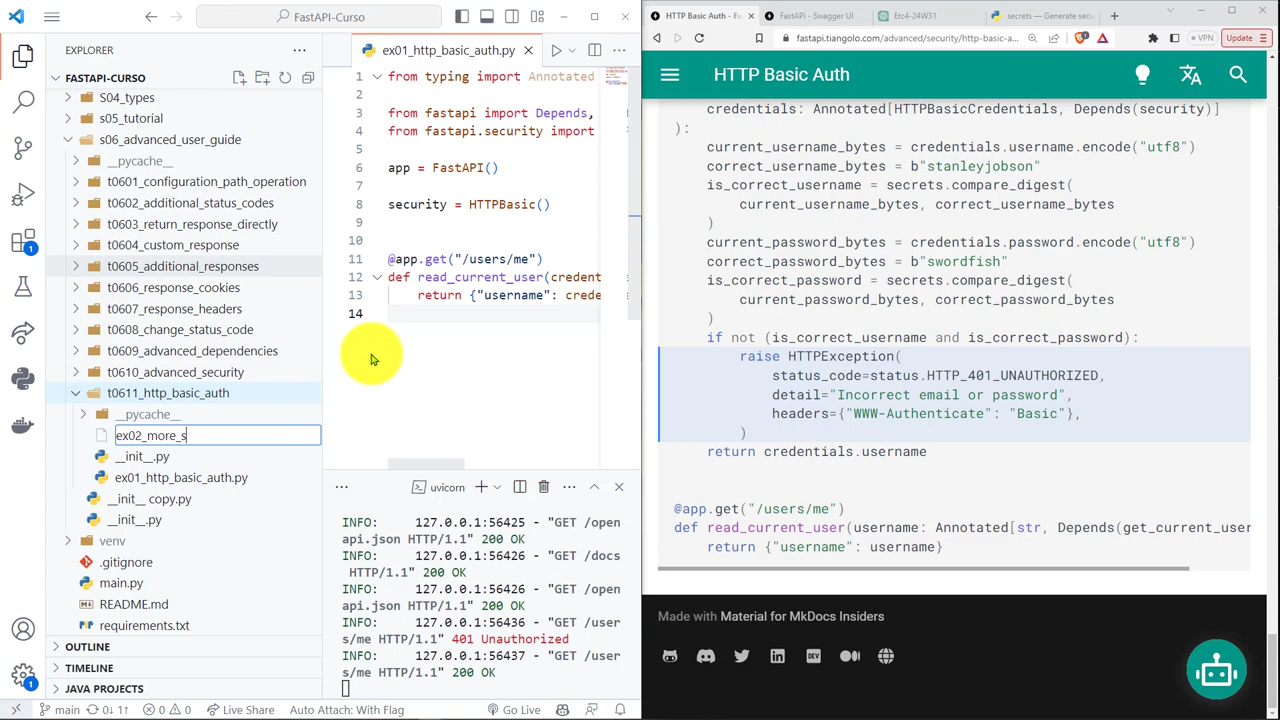 FastAPI-Curso
EXPLORER
FASTAPI-CURSO
S04_types
s05_tutorial
s06_advanced_user_guide
__pycache__
t0601_configuration_path_operation
t0602_additional_status_codes
t0603_return_response_directly
t0604_custom_response
t0605_additional_responses
t0606_response_cookies
t0607_response_headers
t0608_change_status_code
t0609_advanced_dependencies
t0610_advanced_security
t0611_http_basic_auth
__pycache__
ex02_more_s
__init__.py
ex01_http_basic_auth.py
__init__ copy.py
__init__.py
venv
.gitignore
main.py
README.md
requirements.txt
OUTLINE
TIMELINE
JAVA PROJECTS
1
1
ex01_http_basic_auth.py
1 from typing import Annotated
2
3 from fastapi import Depends,
4 from fastapi.security import
5
6 app = FastAPI()
7
8 security = HTTPBasic()
9
10
11 @app.get("/users/me")
12 def read_current_user(credent
13 return {"username": crede
14
uvicorn
INFO: 127.0.0.1:56425 - "GET /open
api.json HTTP/1.1" 200 OK
INFO: 127.0.0.1:56426 - "GET /docs
HTTP/1.1" 200 OK
INFO: 127.0.0.1:56426 - "GET /open
api.json HTTP/1.1" 200 OK
INFO: 127.0.0.1:56436 - "GET /user
s/me HTTP/1.1" 401 Unauthorized
INFO: 127.0.0.1:56437 - "GET /user
s/me HTTP/1.1" 200 OK
main 0↓ 1↑ 0 0 Live Share Auto Attach: With Flag Go Live
HTTP Basic Auth - Fa
FastAPI - Swagger UI
Etc4-24W31
secrets — Generate secu
fastapi.tiangolo.com/advanced/security/http-basic-a...
VPN
Update
HTTP Basic Auth
credentials: Annotated[HTTPBasicCredentials, Depends(security)]
):
current_username_bytes = credentials.username.encode("utf8")
correct_username_bytes = b"stanleyjobson"
is_correct_username = secrets.compare_digest(
current_username_bytes, correct_username_bytes
)
current_password_bytes = credentials.password.encode("utf8")
correct_password_bytes = b"swordfish"
is_correct_password = secrets.compare_digest(
current_password_bytes, correct_password_bytes
)
if not (is_correct_username and is_correct_password):
raise HTTPException(
status_code=status.HTTP_401_UNAUTHORIZED,
detail="Incorrect email or password",
headers={"WWW-Authenticate": "Basic"},
)
return credentials.username
@app.get("/users/me")
def read_current_user(username: Annotated[str, Depends(get_current_user
return {"username": username}
Made with Material for MkDocs Insiders